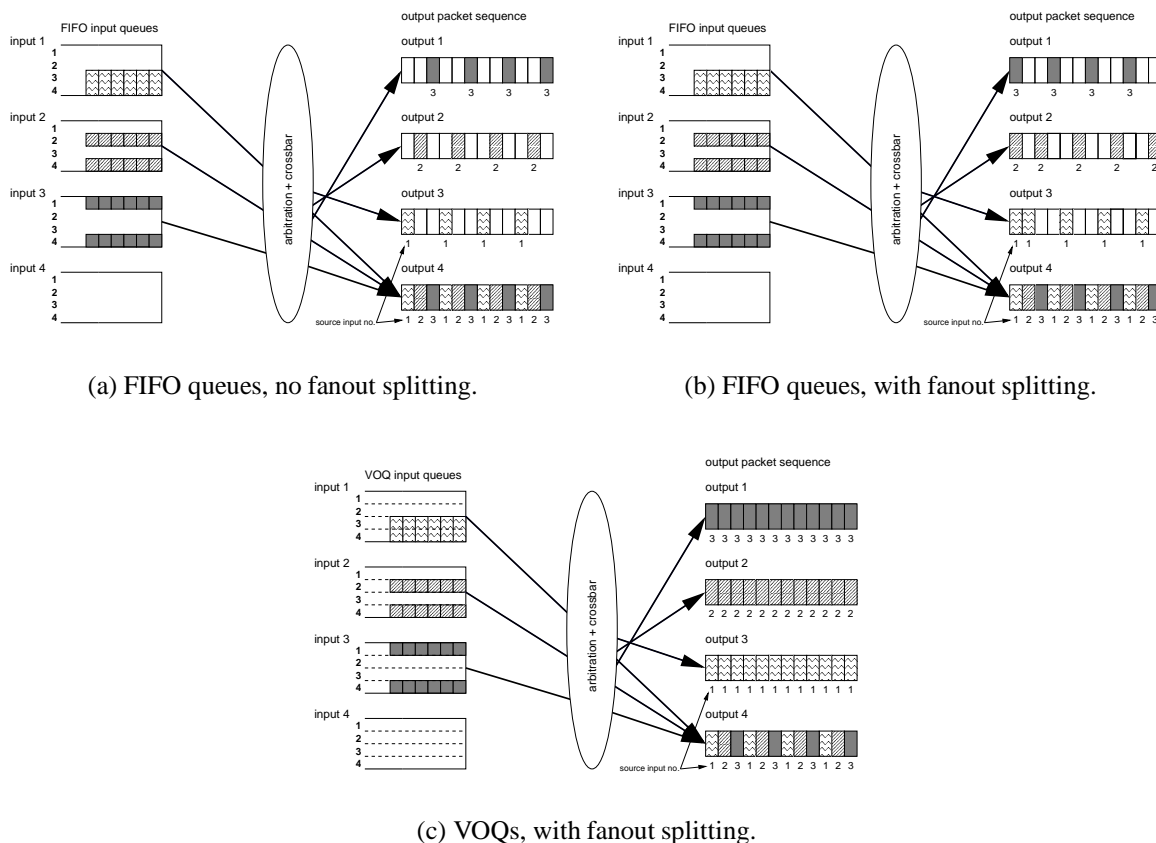 FIFO input queues
input 1
1
2
3
4
input 2
1
2
3
4
input 3
1
2
3
4
input 4
1
2
3
4
arbitration + crossbar
output packet sequence
output 1
3 3 3 3
output 2
2 2 2 2
output 3
1 1 1 1
output 4
source input no.
1 2 3 1 2 3 1 2 3 1 2 3
(a) FIFO queues, no fanout splitting.
FIFO input queues
input 1
1
2
3
4
input 2
1
2
3
4
input 3
1
2
3
4
input 4
1
2
3
4
arbitration + crossbar
output packet sequence
output 1
3 3 3 3
output 2
2 2 2 2 2
output 3
1 1 1 1 1
output 4
source input no.
1 2 3 1 2 3 1 2 3 1 2 3
(b) FIFO queues, with fanout splitting.
VOQ input queues
input 1
1
2
3
4
input 2
1
2
3
4
input 3
1
2
3
4
input 4
1
2
3
4
arbitration + crossbar
output packet sequence
output 1
3 3 3 3 3 3 3 3 3 3 3 3
output 2
2 2 2 2 2 2 2 2 2 2 2 2
output 3
1 1 1 1 1 1 1 1 1 1 1 1
output 4
source input no.
1 2 3 1 2 3 1 2 3 1 2 3
(c) VOQs, with fanout splitting.